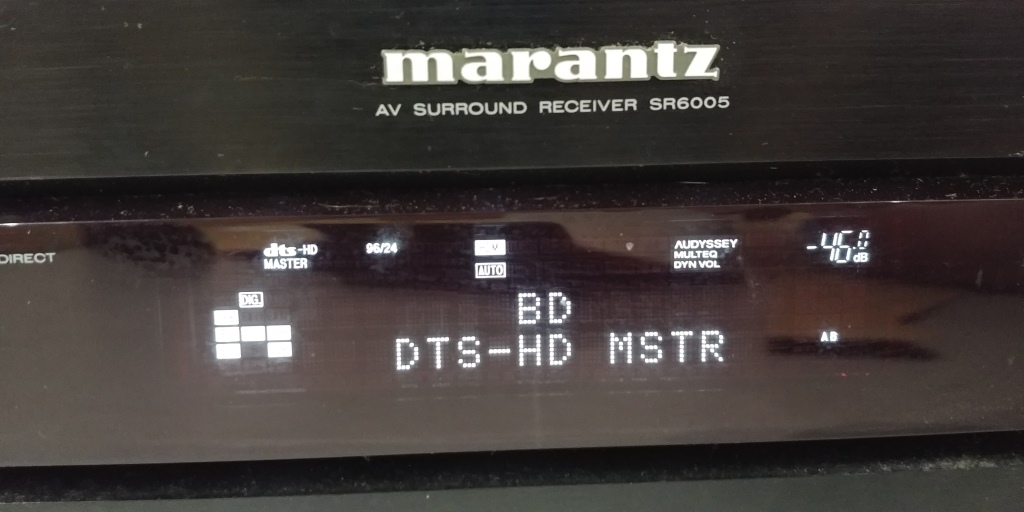 marantz
AV SURROUND RECEIVER SR6005
DIRECT
dts-HD
MASTER
96/24
AUTO
AUDYSSEY
MULTEQ
DYN VOL
-46.0
dB
DIG.
BD
DTS-HD MSTR
AB